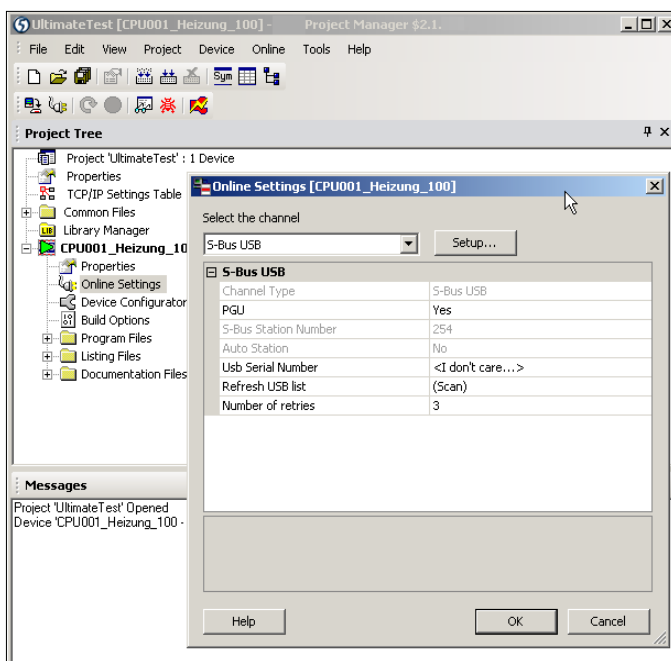 UltimateTest [CPU001_Heizung_100] - Project Manager $2.1.
File Edit View Project Device Online Tools Help
Sym
Project Tree
Project 'UltimateTest' : 1 Device
Properties
TCP/IP Settings Table
Common Files
LIB Library Manager
CPU001_Heizung_10
Properties
Online Settings
Device Configurator
Build Options
Program Files
Listing Files
Documentation Files
Messages
Project 'UltimateTest' Opened
Device 'CPU001_Heizung_100 -
Online Settings [CPU001_Heizung_100]
Select the channel
S-Bus USB Setup...
S-Bus USB
Channel Type S-Bus USB
PGU Yes
S-Bus Station Number 254
Auto Station No
Usb Serial Number <I don't care...>
Refresh USB list (Scan)
Number of retries 3
Help OK Cancel